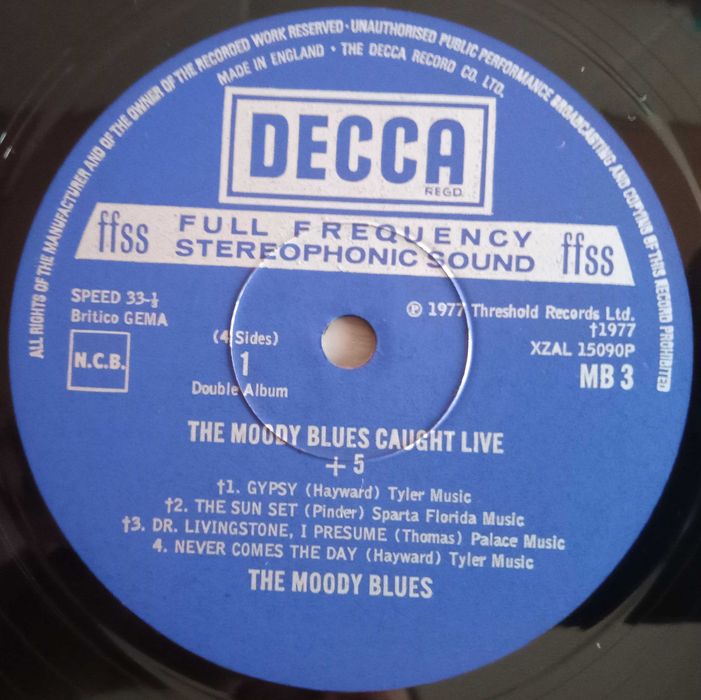 ALL RIGHTS OF THE MANUFACTURER AND OF THE OWNER OF THE RECORDED WORK RESERVED · UNAUTHORISED PUBLIC PERFORMANCE BROADCASTING AND COPYING OF THIS RECORD PROHIBITED
MADE IN ENGLAND · THE DECCA RECORD CO. LTD.
DECCA
REGD.
ffss FULL FREQUENCY STEREOPHONIC SOUND ffss
SPEED 33-⅓
Britico GEMA
N.C.B.
(4 Sides)
1
Double Album
℗ 1977 Threshold Records Ltd.
†1977
XZAL 15090P
MB 3
THE MOODY BLUES CAUGHT LIVE
+ 5
†1. GYPSY (Hayward) Tyler Music
†2. THE SUN SET (Pinder) Sparta Florida Music
†3. DR. LIVINGSTONE, I PRESUME (Thomas) Palace Music
4. NEVER COMES THE DAY (Hayward) Tyler Music
THE MOODY BLUES